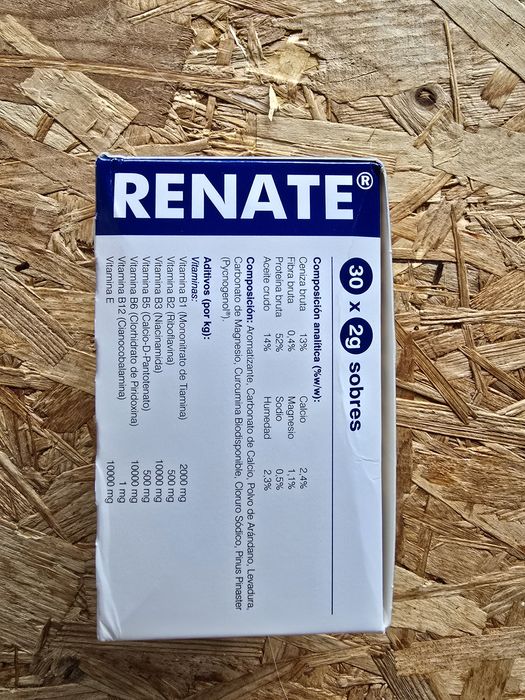 RENATE®
30 x 2g sobres
Composición analítica (%w/w):
Ceniza bruta 13% Calcio 2,4%
Fibra bruta 0,4% Magnesio 1,1%
Proteína bruta 52% Sodio 0,5%
Aceite crudo 14% Humedad 2,3%
Composición: Aromatizante, Carbonato de Calcio, Polvo de Arándano, Levadura,
Carbonato de Magnesio, Curcumina Biodisponible, Cloruro Sódico, Pinus Pinaster
(Pycnogenol®).
Aditivos (por kg):
Vitaminas:
Vitamina B1 (Mononitrato de Tiamina) 2000 mg
Vitamina B2 (Riboflavina) 500 mg
Vitamina B3 (Niacinamida) 10000 mg
Vitamina B5 (Calcio-D-Pantotenato) 500 mg
Vitamina B6 (Clorhidrato de Piridoxina) 10000 mg
Vitamina B12 (Cianocobalamina) 1 mg
Vitamina E 10000 mg